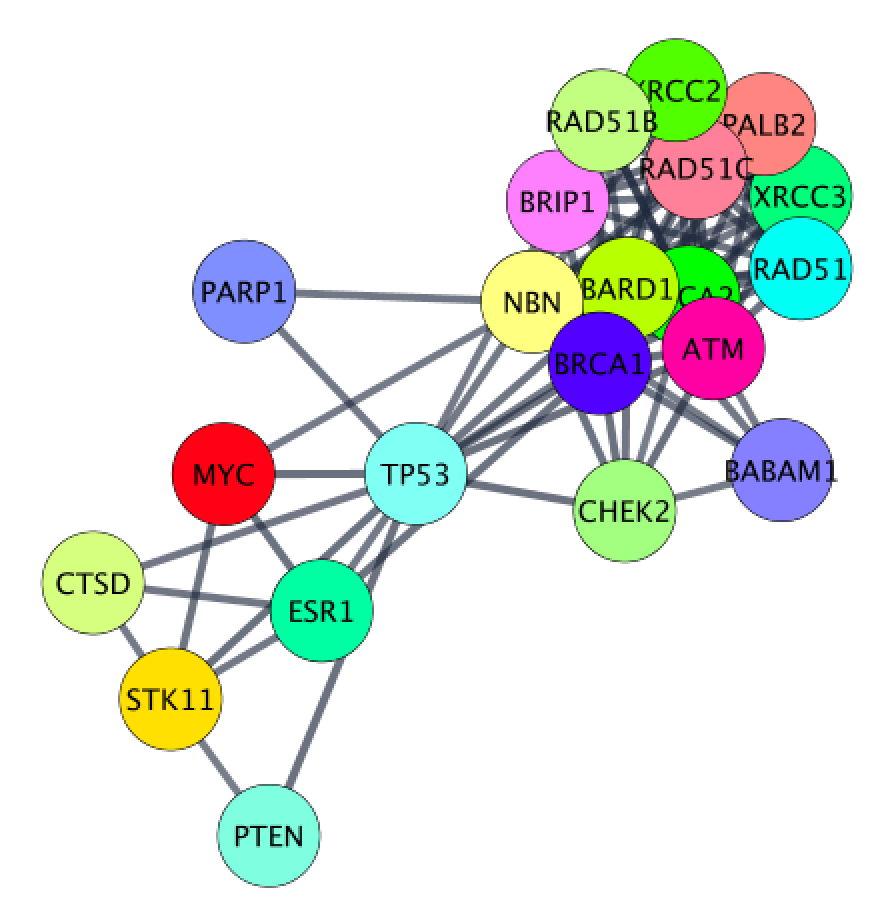 RCC2
RAD51B
PALB2
RAD51C
BRIP1
XRCC3
RAD51
PARP1
NBN
BARD1
CA2
BRCA1
ATM
MYC
TP53
BABAM1
CHEK2
CTSD
ESR1
STK11
PTEN